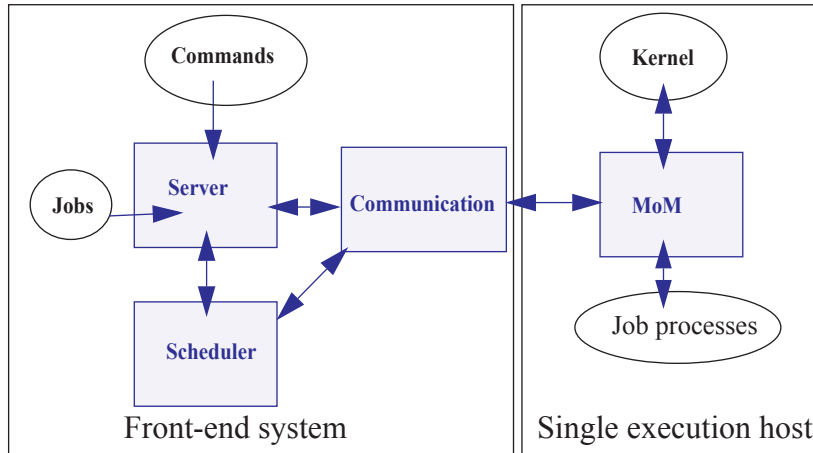 Commands
Kernel
Server
Jobs
Communication
MoM
Scheduler
Job processes
Front-end system
Single execution host